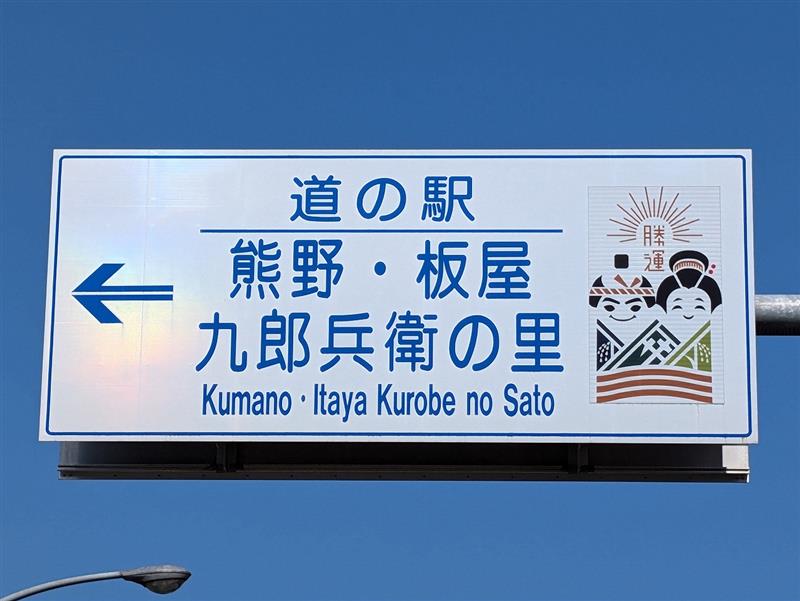 道の駅
熊野・板屋
九郎兵衛の里
Kumano・Itaya Kurobe no Sato
勝運